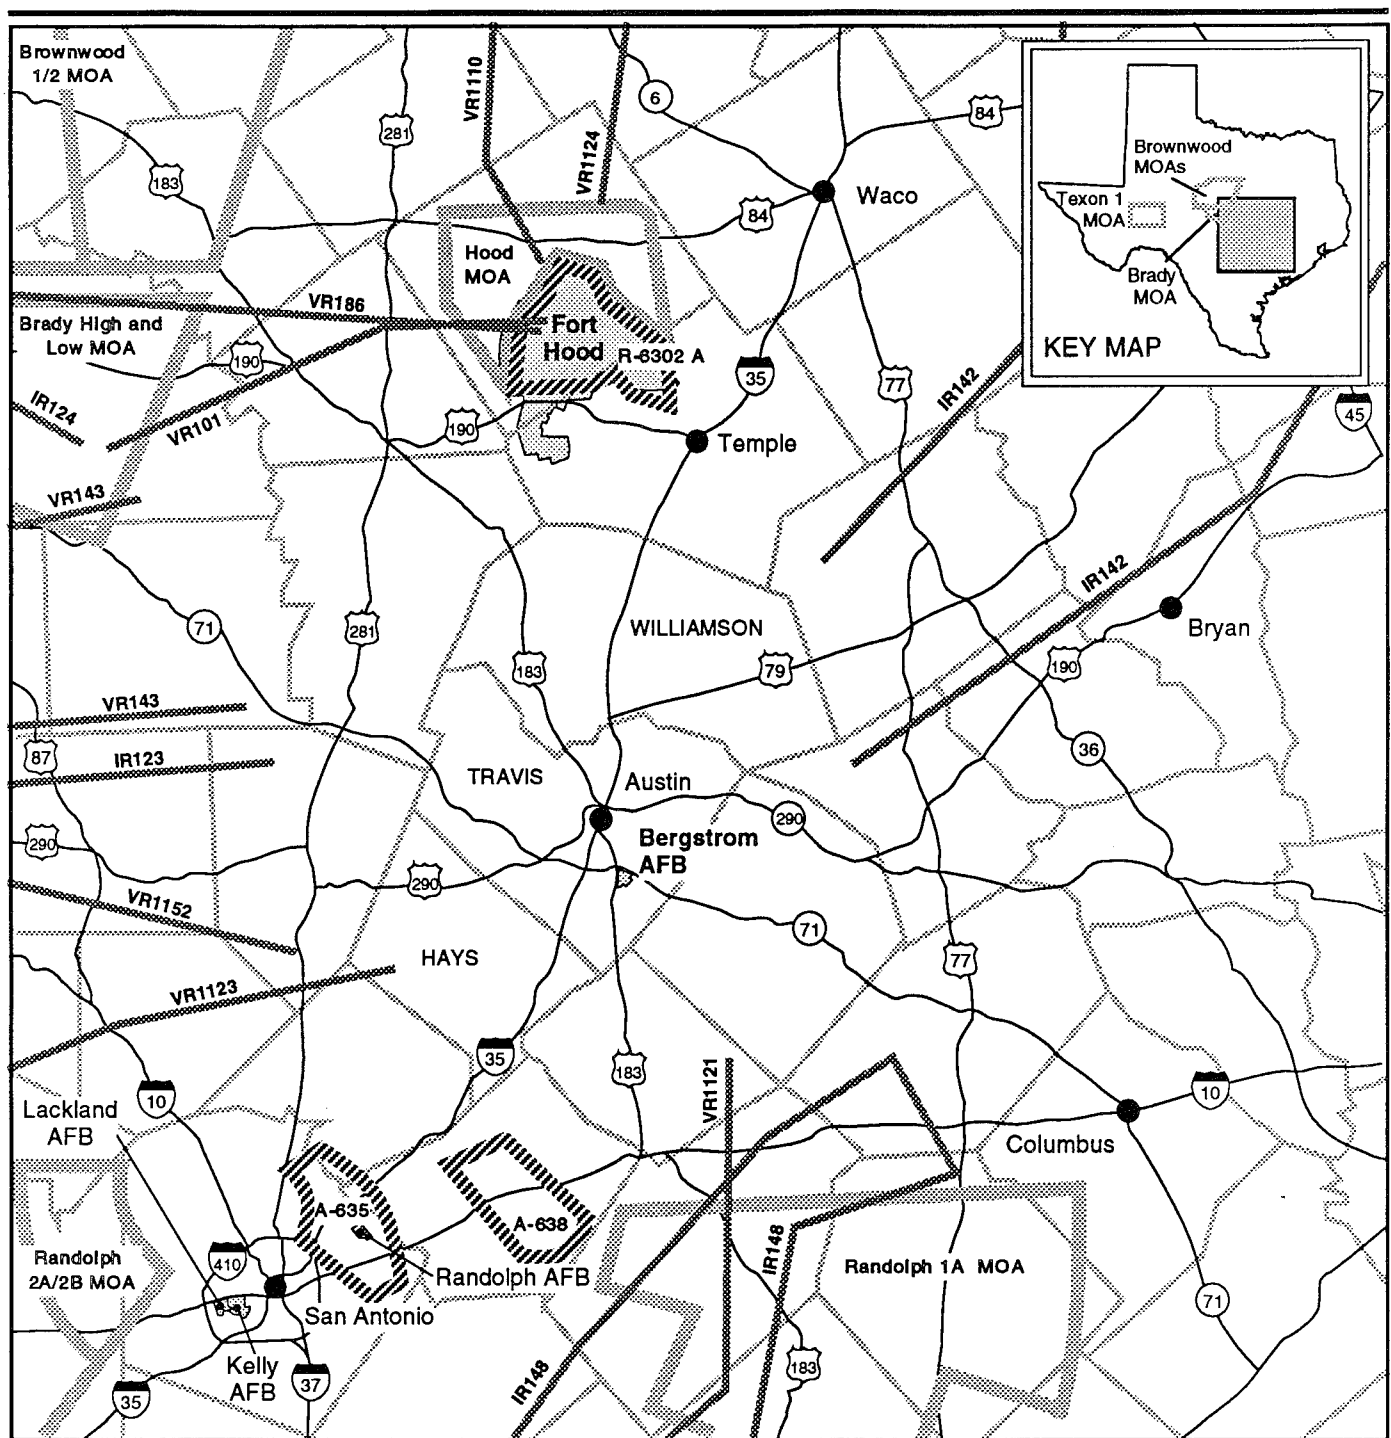 Brownwood
1/2 MOA
VR1110
6
84
281
VR1124
183
Waco
84
Hood
MOA
KEY MAP
Brownwood
MOAs
Texon 1
MOA
Brady
MOA
VR186
Brady High and
Low MOA
Fort
Hood
R-6302 A
190
35
77
IR142
45
IR124
VR101
190
Temple
VR143
IR142
71
281
WILLIAMSON
Bryan
183
79
190
VR143
87
IR123
36
TRAVIS
Austin
290
Bergstrom
AFB
290
290
VR1152
71
HAYS
77
VR1123
35
183
VR1121
10
10
Lackland
AFB
Columbus
A-635
A-638
IR148
Randolph
2A/2B MOA
410
Randolph AFB
Randolph 1A MOA
San Antonio
71
Kelly
AFB
IR148
183
35
37